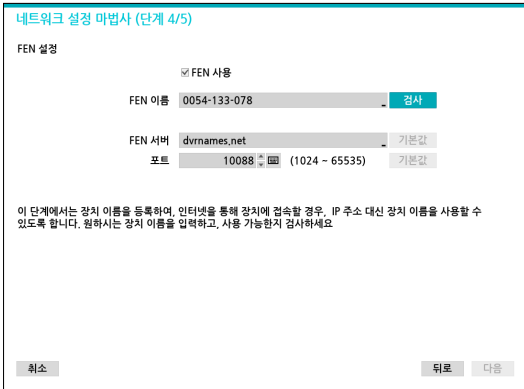 네트워크 설정 마법사 (단계 4/5)
FEN 설정
FEN 사용
FEN 이름 0054-133-078 검사
FEN 서버 dvrnames.net 기본값
포트 10088 (1024 ~ 65535) 기본값
이 단계에서는 장치 이름을 등록하여, 인터넷을 통해 장치에 접속할 경우, IP 주소 대신 장치 이름을 사용할 수
있도록 합니다. 원하시는 장치 이름을 입력하고, 사용 가능한지 검사하세요
취소 뒤로 다음